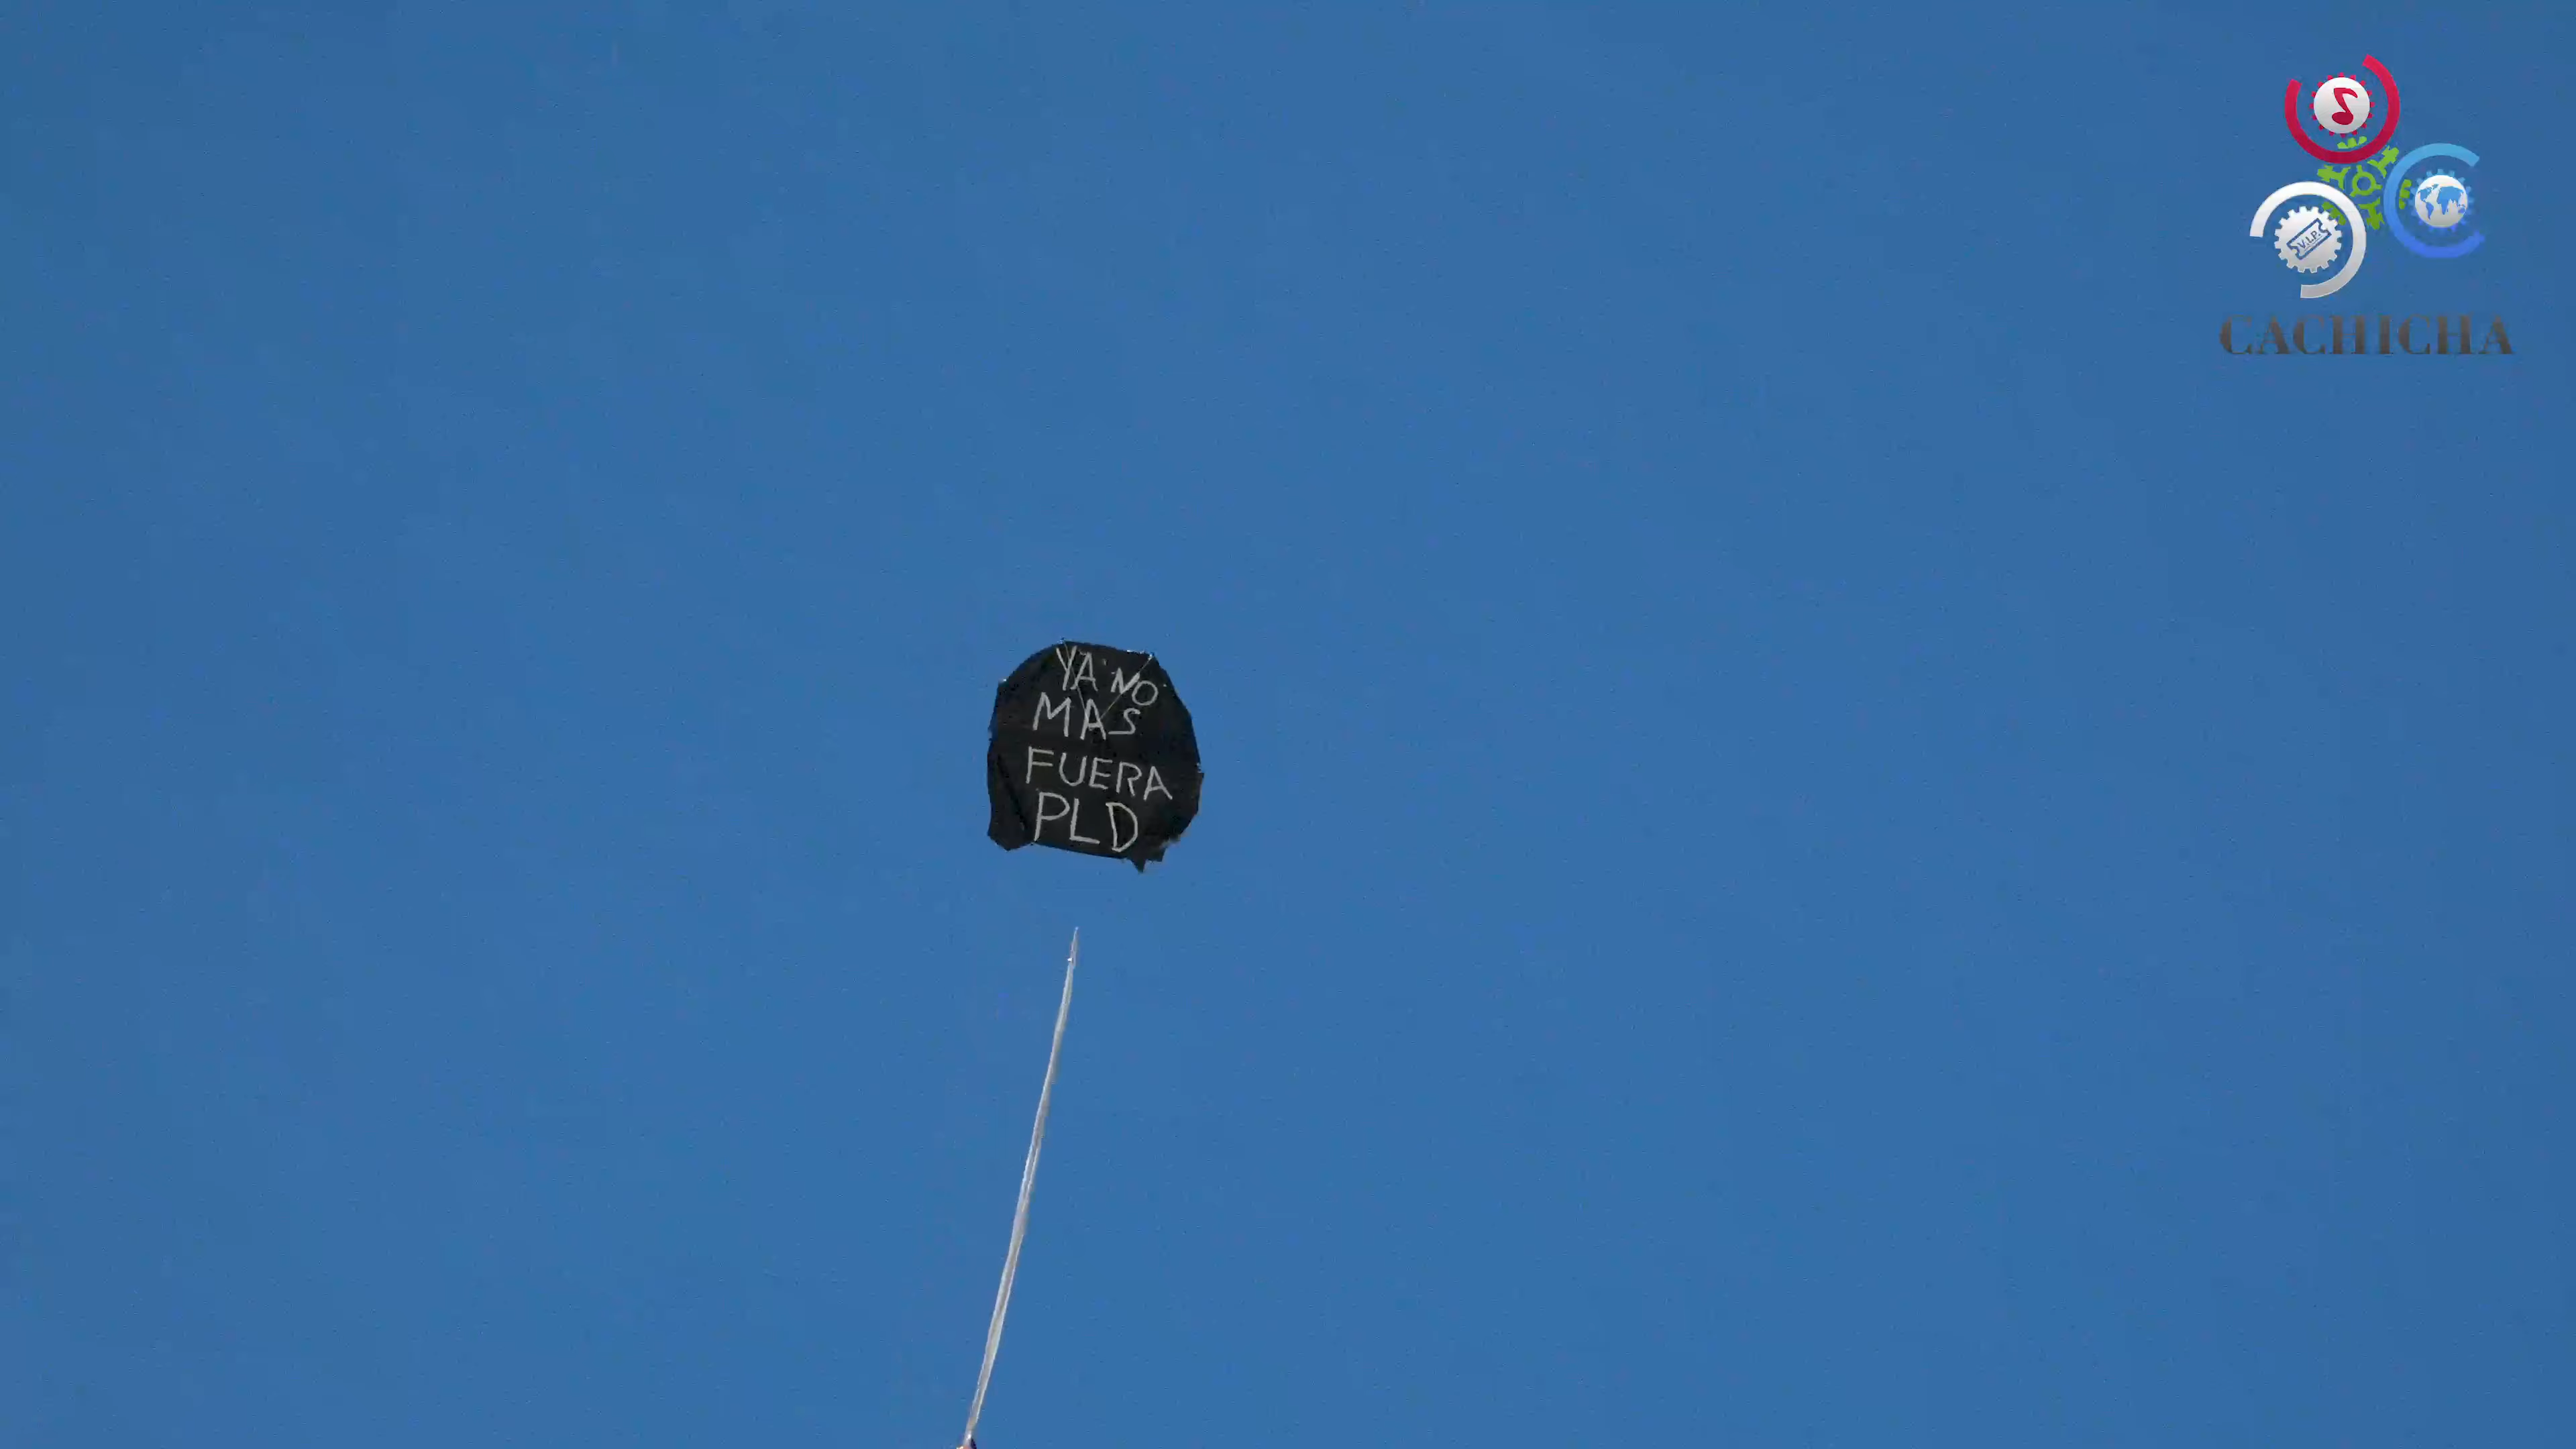 YA NO
MAS
FUERA
PLD
V.I.P.
CACHICHA